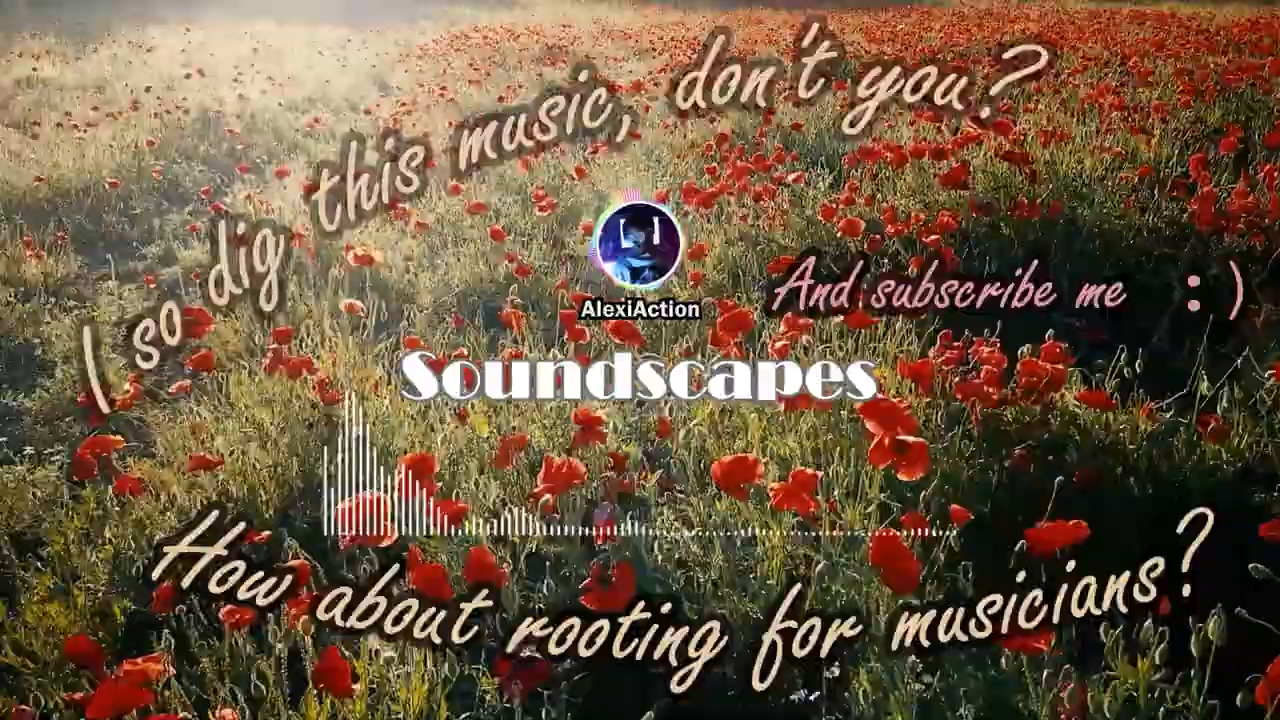 I so dig this music, don't you?
AlexiAction
And subscribe me : )
Soundscapes
How about rooting for musicians?